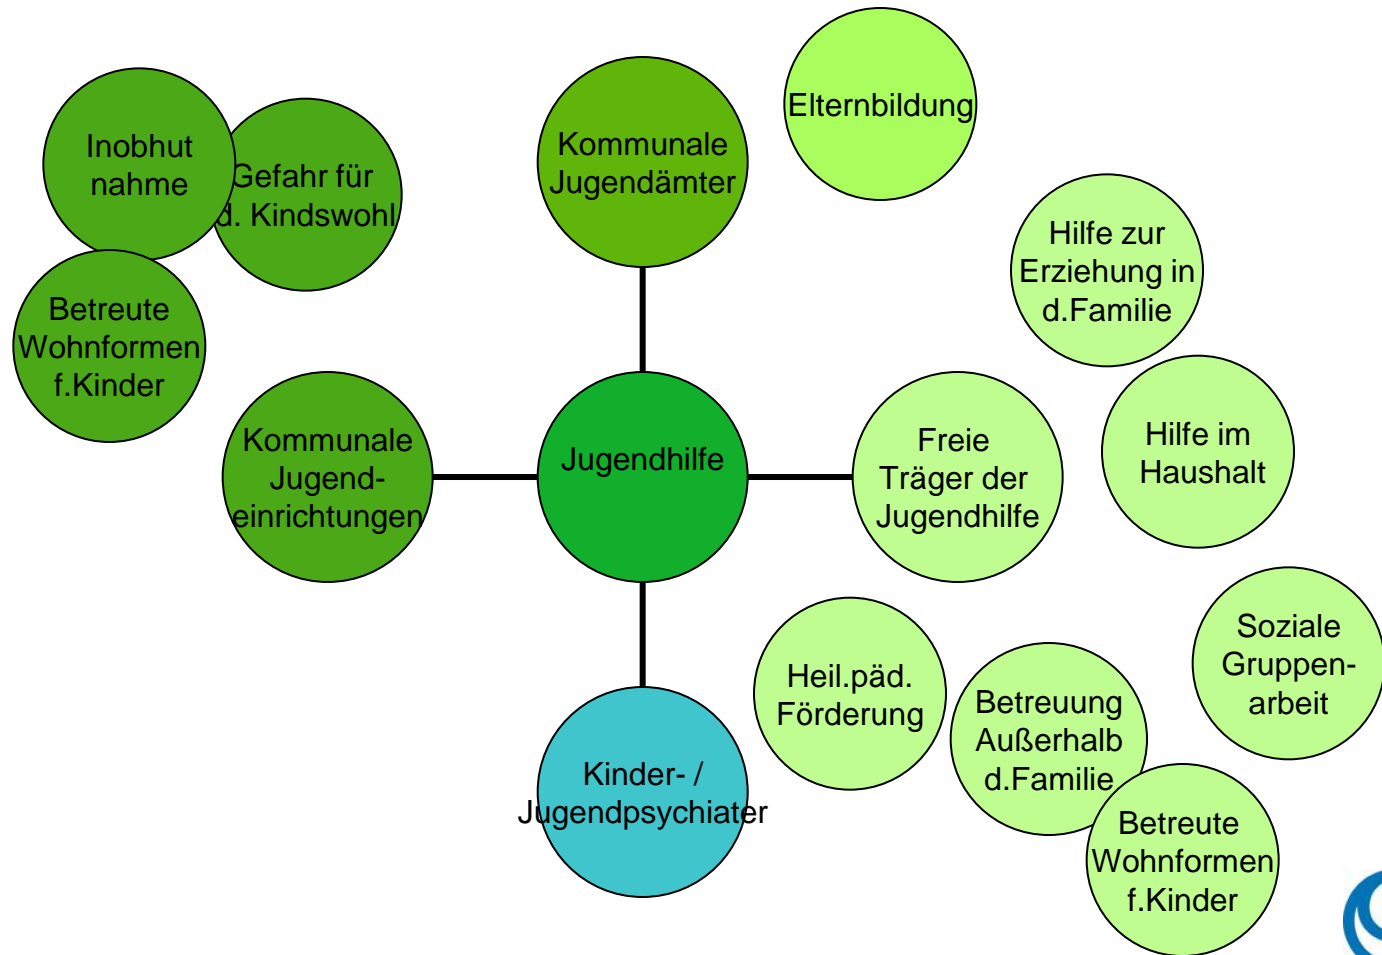 Elternbildung
Kommunale
Jugendämter
Inobhut
nahme
Gefahr für
d. Kindswohl
Hilfe zur
Erziehung in
d.Familie
Betreute
Wohnformen
f.Kinder
Kommunale
Jugend-
einrichtungen
Jugendhilfe
Freie
Träger der
Jugendhilfe
Hilfe im
Haushalt
Soziale
Gruppen-
arbeit
Heil.päd.
Förderung
Betreuung
Außerhalb
d.Familie
Kinder- /
Jugendpsychiater
Betreute
Wohnformen
f.Kinder